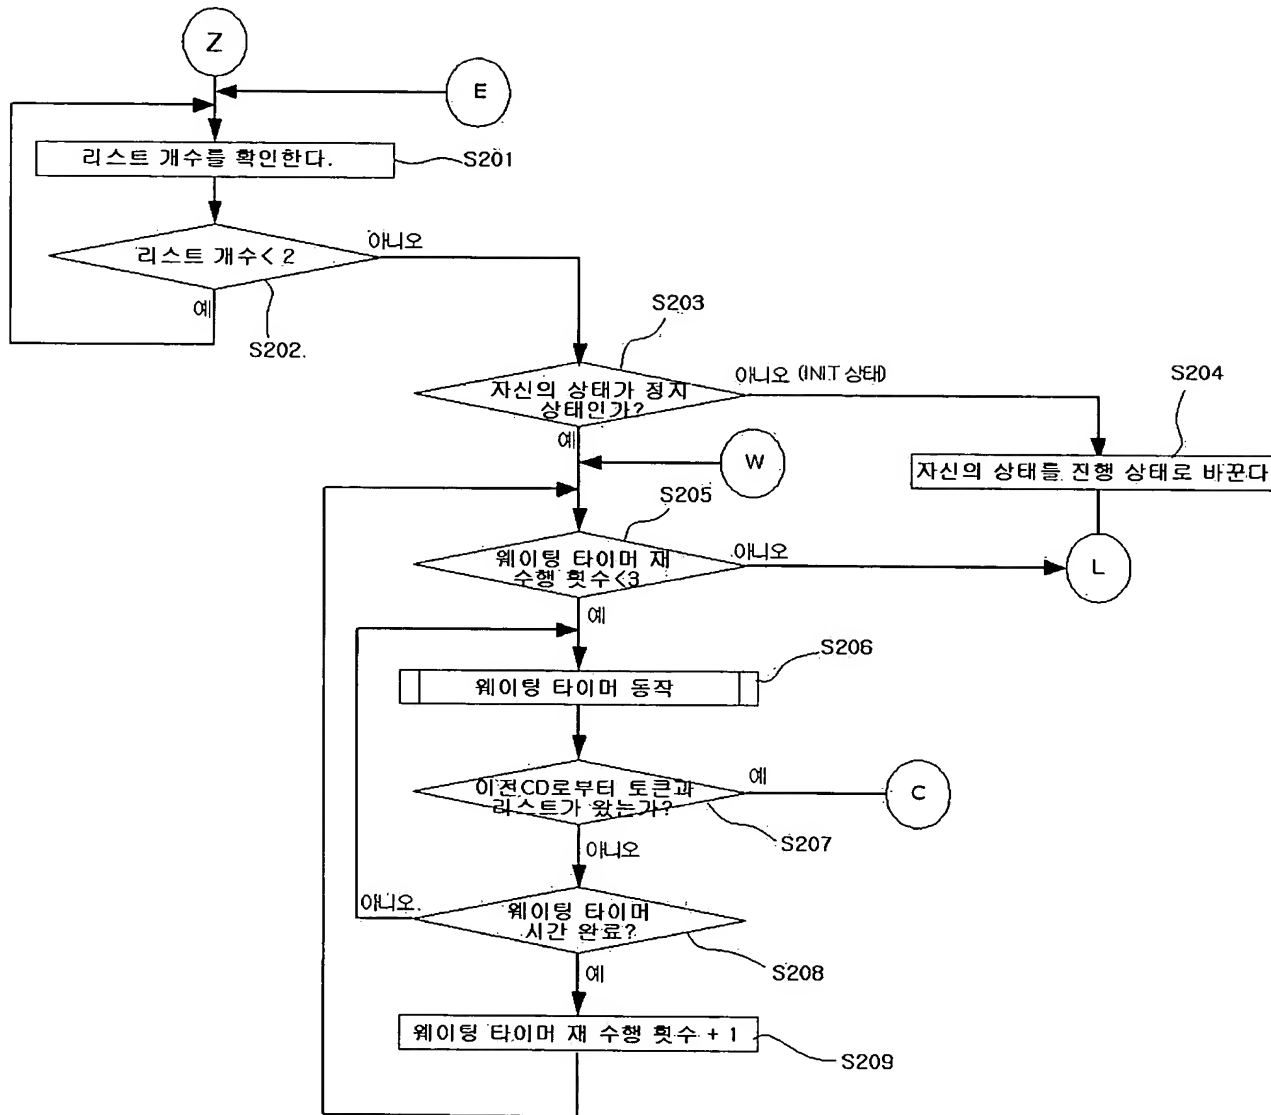 Z
E
리스트 개수를 확인한다.
S201
리스트 개수< 2
아니오
예
S202.
S203
자신의 상태가 정지
상태인가?
아니오 (INIT 상태)
예
S204
자신의 상태를 진행 상태로 바꾼다
W
S205
웨이팅 타이머 재
수행 횟수<3
아니오
L
예
S206
웨이팅 타이머 동작
이전CD로부터 토큰과
리스트가 왔는가?
예
C
S207
아니오
웨이팅 타이머
시간 완료?
아니오.
S208
예
웨이팅 타이머 재 수행 횟수 + 1
S209